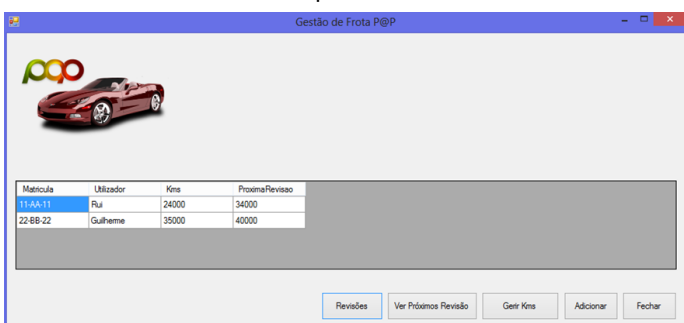 Gestão de Frota P@P
pap
Matricula Utilizador Kms ProximaRevisao
11-AA-11 Rui 24000 34000
22-BB-22 Guilherme 35000 40000
Revisões Ver Próximos Revisão Gerir Kms Adicionar Fechar